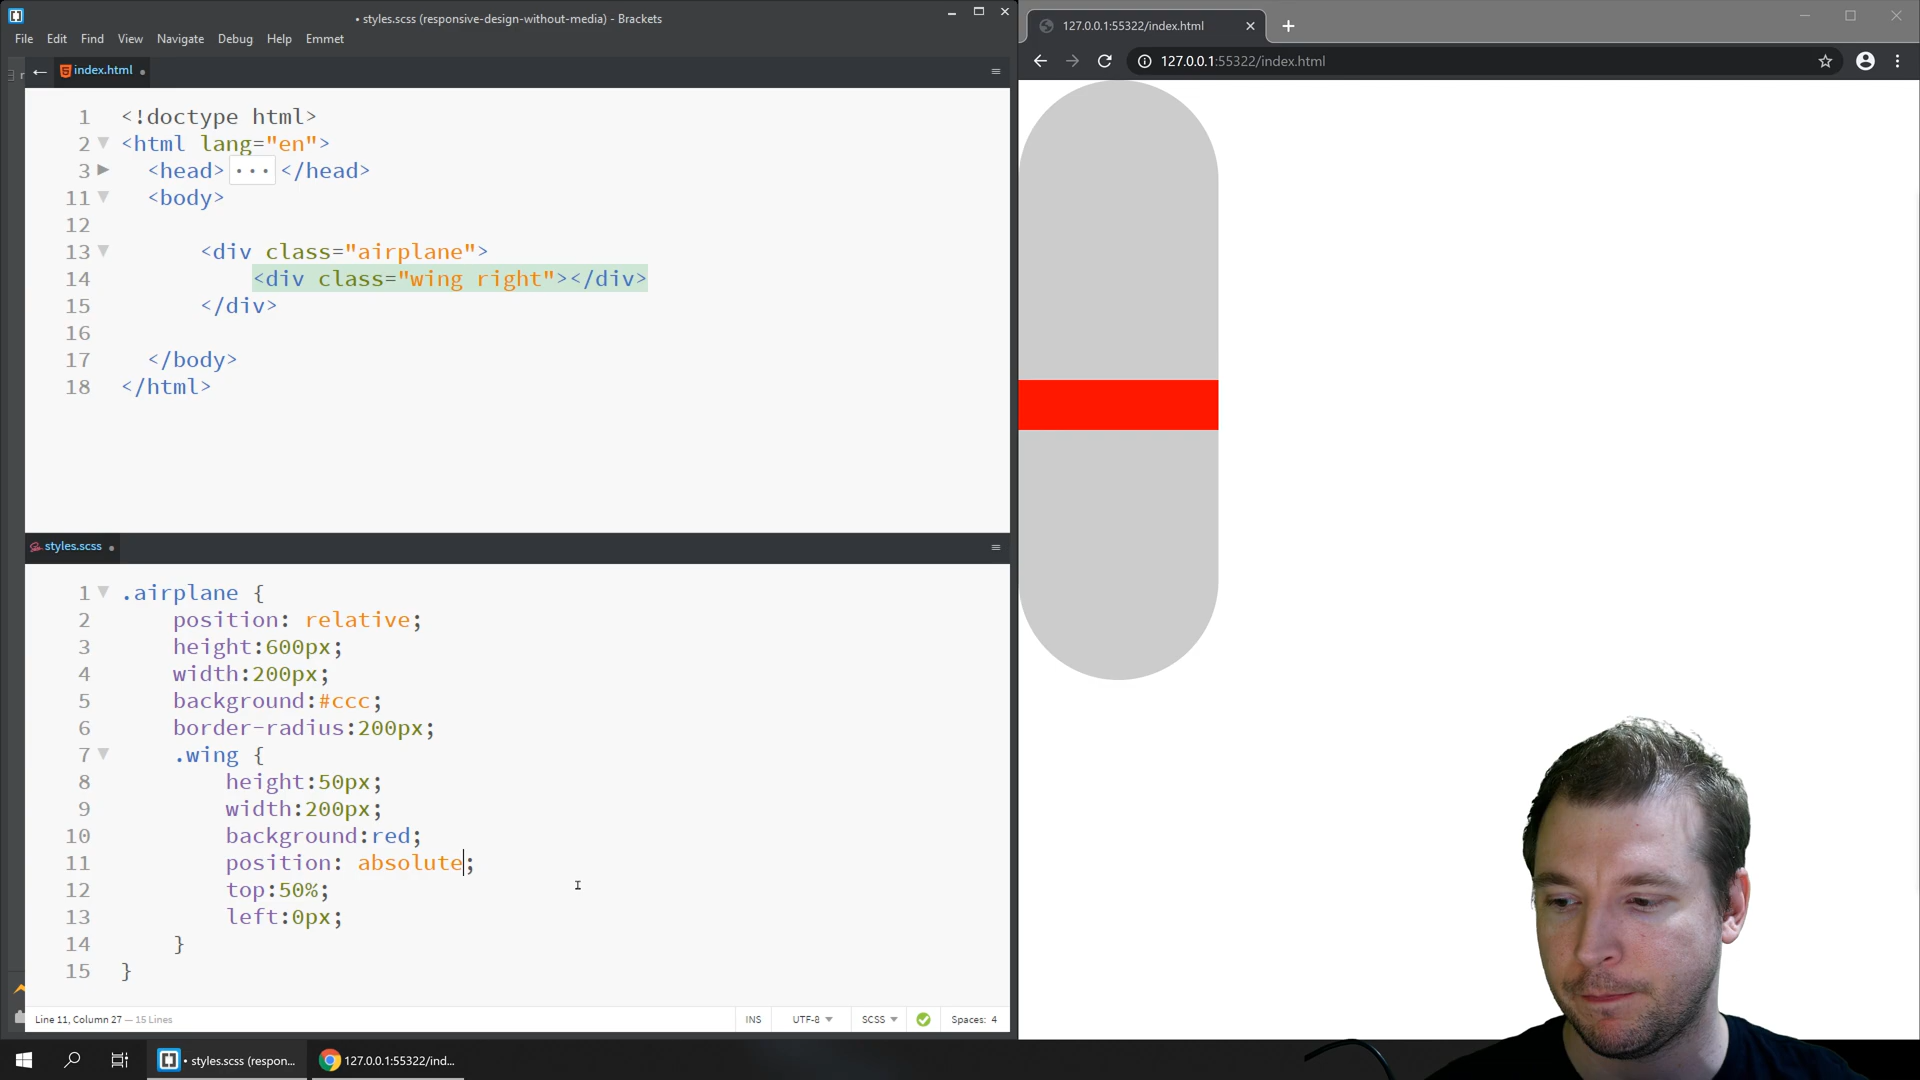 • styles.scss (responsive-design-without-media) - Brackets
File Edit Find View Navigate Debug Help Emmet
index.html
1 <!doctype html>
2 <html lang="en">
3 <head> ... </head>
11 <body>
12
13 <div class="airplane">
14 <div class="wing right"></div>
15 </div>
16
17 </body>
18 </html>
styles.scss
1 .airplane {
2 position: relative;
3 height:600px;
4 width:200px;
5 background:#ccc;
6 border-radius:200px;
7 .wing {
8 height:50px;
9 width:200px;
10 background:red;
11 position: absolute;
12 top:50%;
13 left:0px;
14 }
15 }
Line 11, Column 27 — 15 Lines
INS UTF-8 SCSS Spaces: 4
127.0.0.1:55322/index.html
127.0.0.1:55322/index.html
• styles.scss (respon...
127.0.0.1:55322/ind...